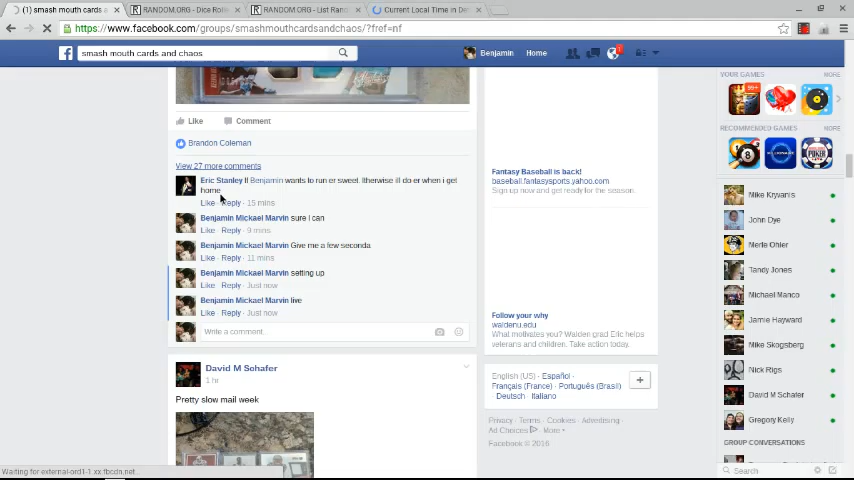 (1) smash mouth cards a
RANDOM.ORG - Dice Roll
RANDOM.ORG - List Rand
Current Local Time in Det
https://www.facebook.com/groups/smashmouthcardsandchaos/?fref=nf
smash mouth cards and chaos
Benjamin Home
Like Comment
Brandon Coleman
View 27 more comments
Eric Stanley If Benjamin wants to run er sweet. Itherwise ill do er when i get
home
Like · Reply · 15 mins
Benjamin Mickael Marvin sure I can
Like · Reply · 9 mins
Benjamin Mickael Marvin Give me a few seconda
Like · Reply · 11 mins
Benjamin Mickael Marvin setting up
Like · Reply · Just now
Benjamin Mickael Marvin live
Like · Reply · Just now
Write a comment...
David M Schafer
1 hr
Pretty slow mail week
Fantasy Baseball is back!
baseball.fantasysports.yahoo.com
Sign up now and get ready for the season.
Follow your why
waldenu.edu
What motivates you? Walden grad Eric helps
veterans and children. Take action today.
English (US) · Español ·
Français (France) · Português (Brasil)
· Deutsch · Italiano
Privacy · Terms · Cookies · Advertising ·
Ad Choices · More
Facebook © 2016
YOUR GAMES MORE
99+
RECOMMENDED GAMES MORE
Mike Kryvanis
John Dye
Merle Ohler
Tandy Jones
Michael Manco
Jamie Hayward
Mike Skogsberg
Nick Rigs
David M Schafer
Gregory Kelly
GROUP CONVERSATIONS
Search
Waiting for external-ord1-1.xx.fbcdn.net...